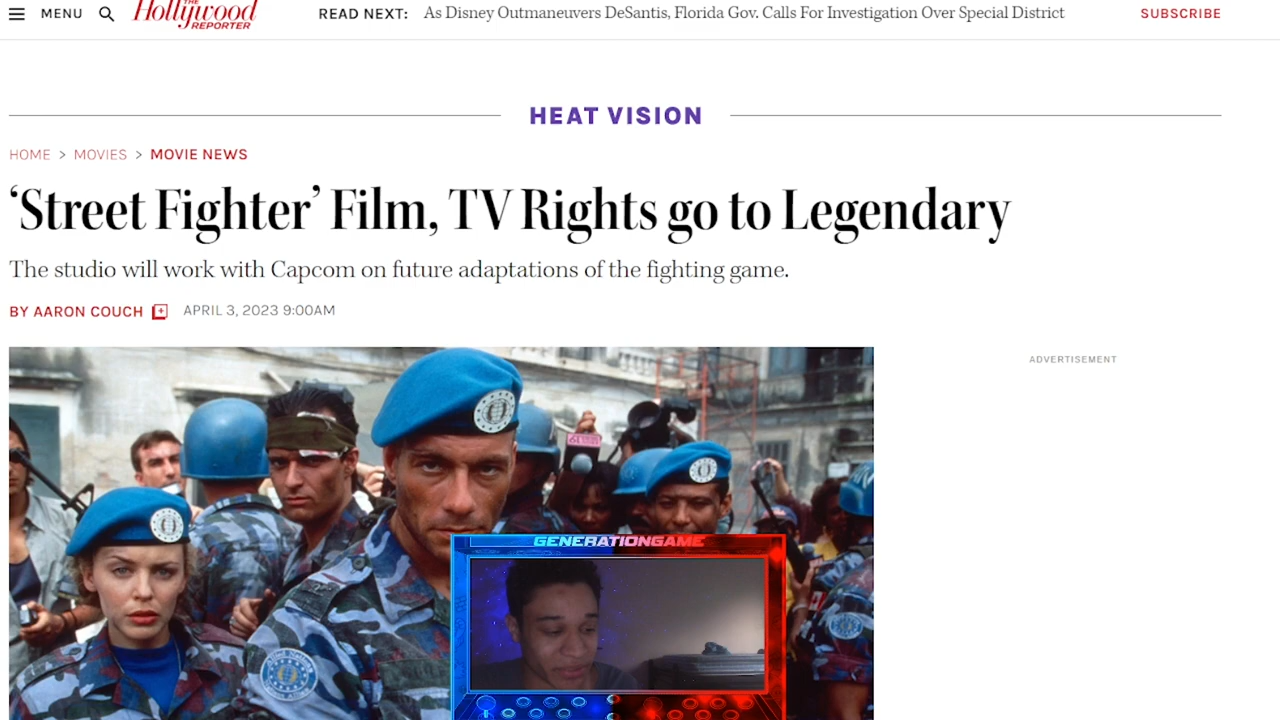 MENU
THE
Hollywood
REPORTER
READ NEXT: As Disney Outmaneuvers DeSantis, Florida Gov. Calls For Investigation Over Special District
SUBSCRIBE
HEAT VISION
HOME > MOVIES > MOVIE NEWS
‘Street Fighter’ Film, TV Rights go to Legendary
The studio will work with Capcom on future adaptations of the fighting game.
BY AARON COUCH
APRIL 3, 2023 9:00AM
ADVERTISEMENT
GENERATIONGAME